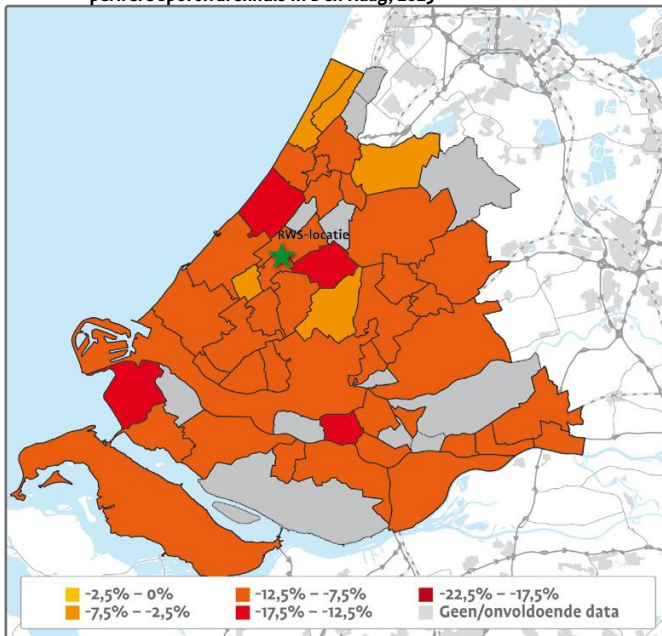 RWS-locatie
-2,5% – 0%
-7,5% – -2,5%
-12,5% – -7,5%
-17,5% – -12,5%
-22,5% – -17,5%
Geen/onvoldoende data